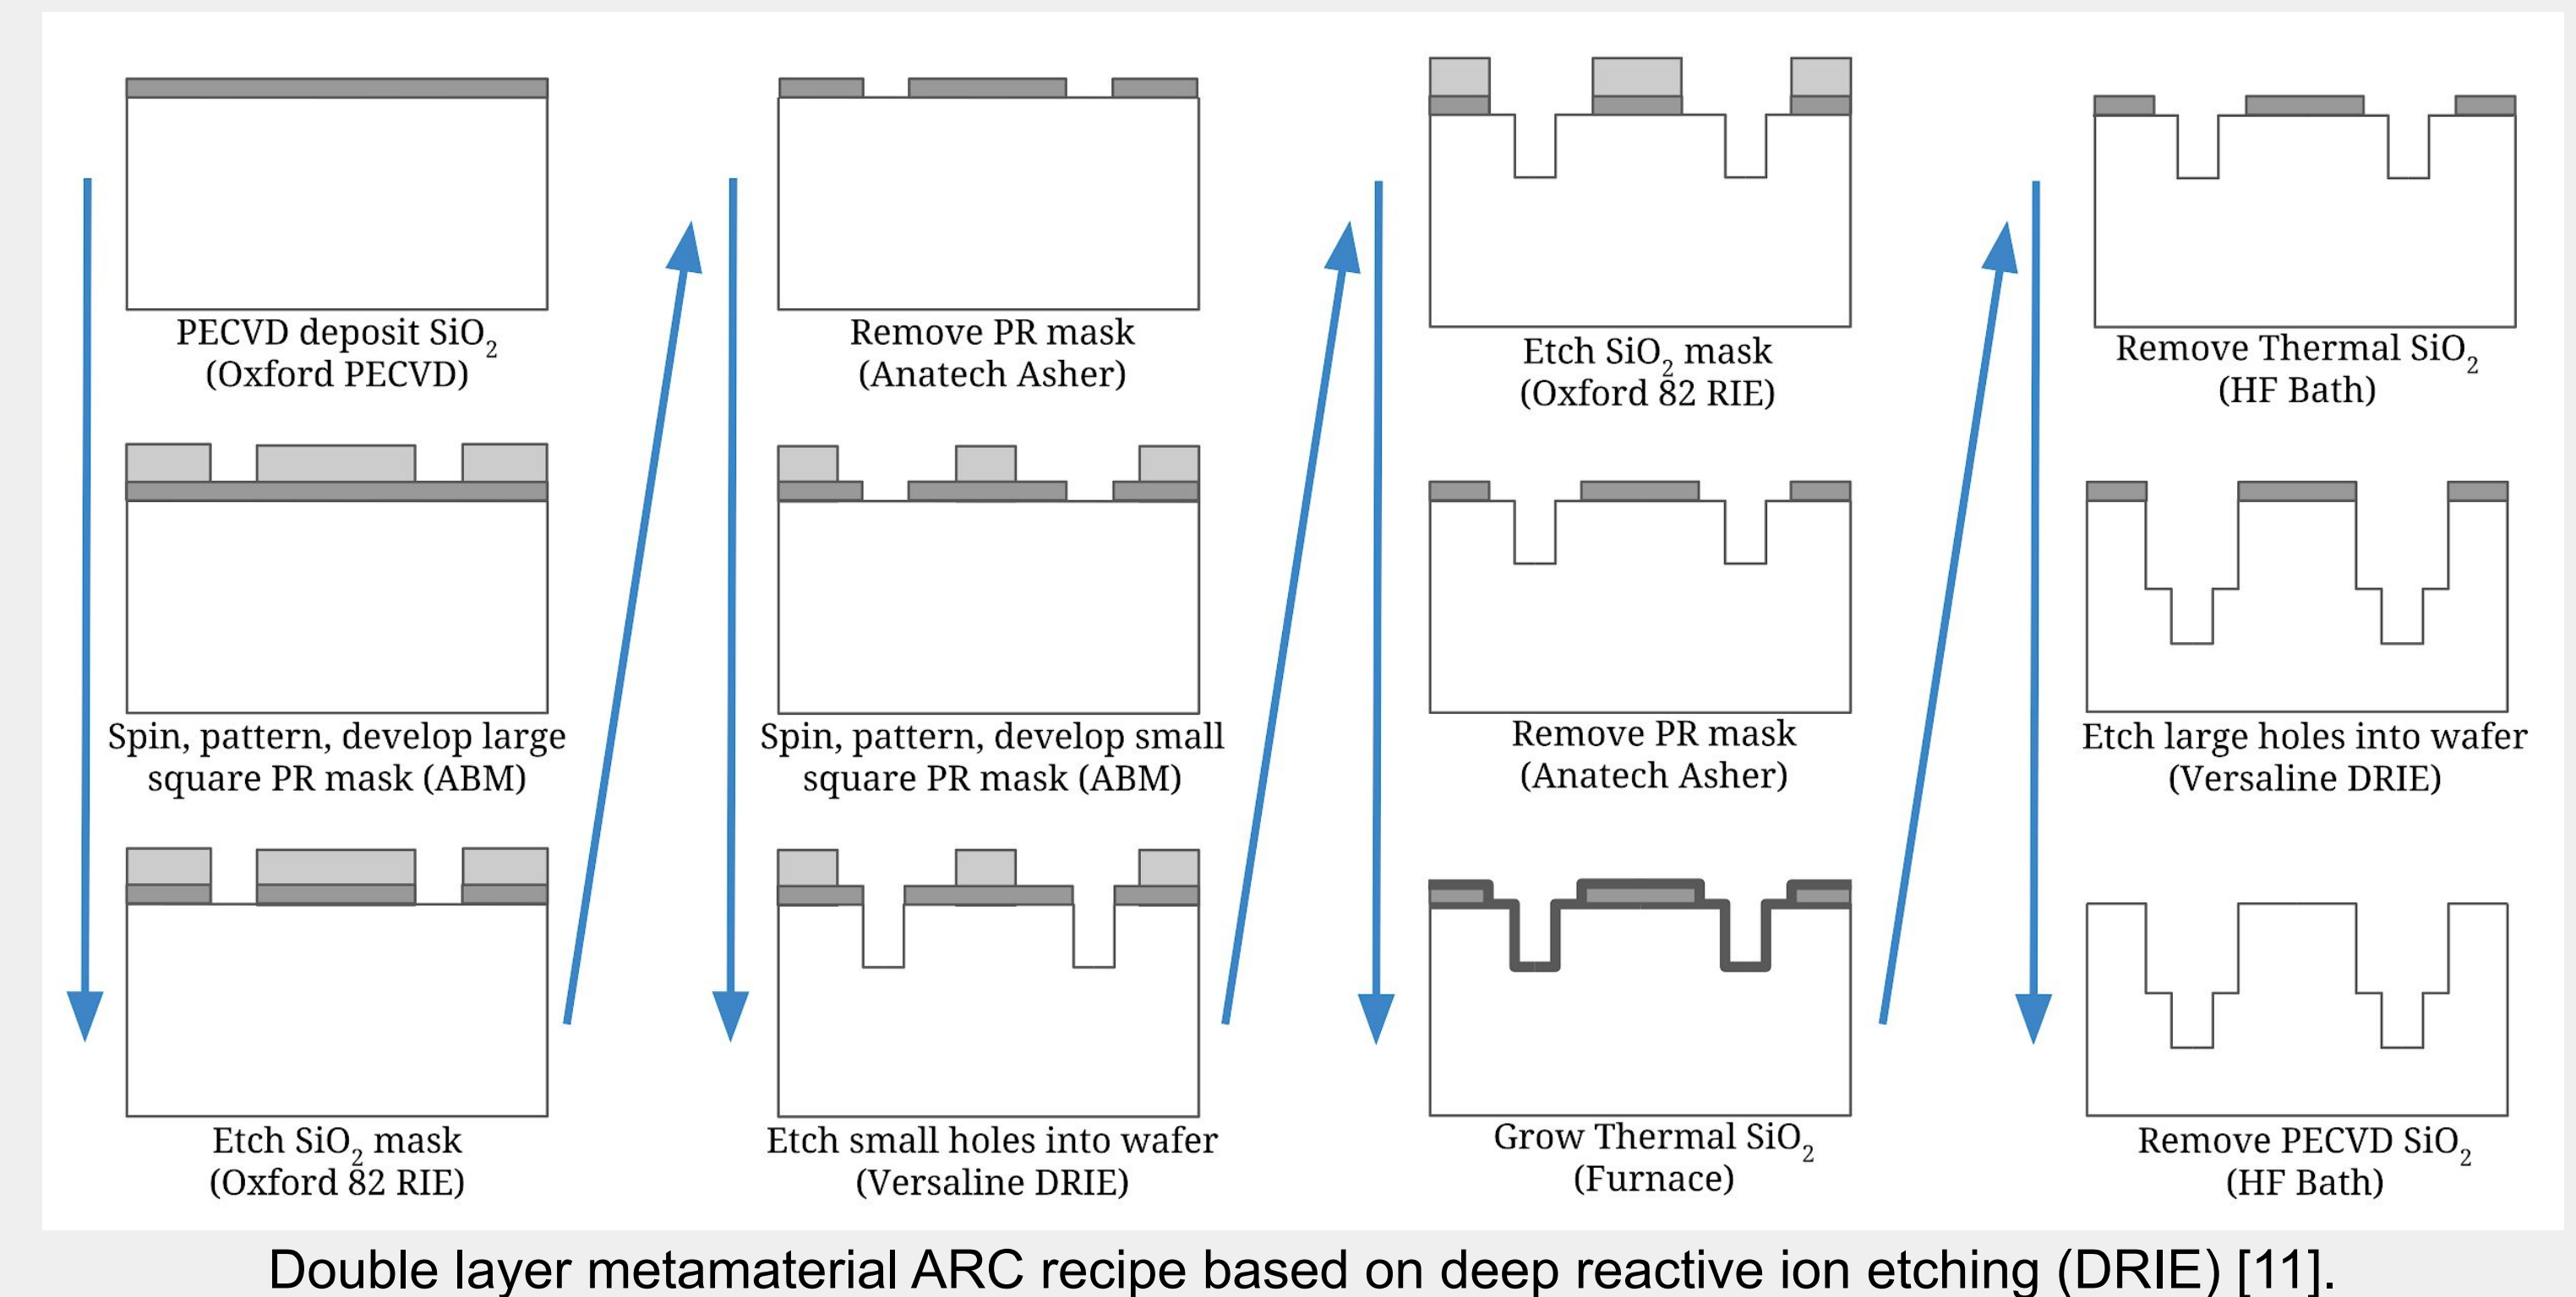 PECVD deposit SiO₂
(Oxford PECVD)
Spin, pattern, develop large
square PR mask (ABM)
Etch SiO₂ mask
(Oxford 82 RIE)
Remove PR mask
(Anatech Asher)
Spin, pattern, develop small
square PR mask (ABM)
Etch small holes into wafer
(Versaline DRIE)
Etch SiO₂ mask
(Oxford 82 RIE)
Remove PR mask
(Anatech Asher)
Grow Thermal SiO₂
(Furnace)
Remove Thermal SiO₂
(HF Bath)
Etch large holes into wafer
(Versaline DRIE)
Remove PECVD SiO₂
(HF Bath)
Double layer metamaterial ARC recipe based on deep reactive ion etching (DRIE) [11].